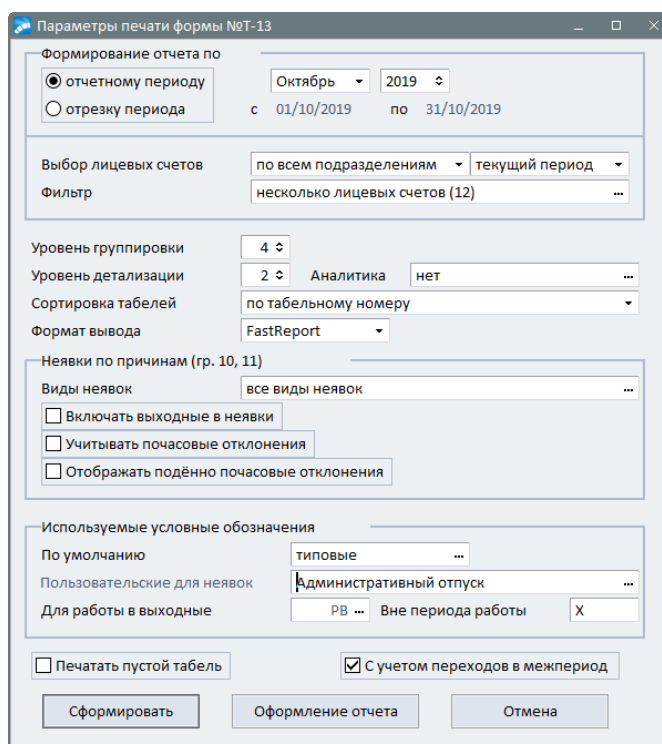 Параметры печати формы №Т-13
Формирование отчета по
отчетному периоду Октябрь 2019
отрезку периода с 01/10/2019 по 31/10/2019
Выбор лицевых счетов по всем подразделениям текущий период
Фильтр несколько лицевых счетов (12) ...
Уровень группировки 4
Уровень детализации 2 Аналитика нет ...
Сортировка табелей по табельному номеру
Формат вывода FastReport
Неявки по причинам (гр. 10, 11)
Виды неявок все виды неявок ...
Включать выходные в неявки
Учитывать почасовые отклонения
Отображать подённо почасовые отклонения
Используемые условные обозначения
По умолчанию типовые ...
Пользовательские для неявок Административный отпуск ...
Для работы в выходные РВ ... Вне периода работы Х
Печатать пустой табель С учетом переходов в межпериод
Сформировать Оформление отчета Отмена